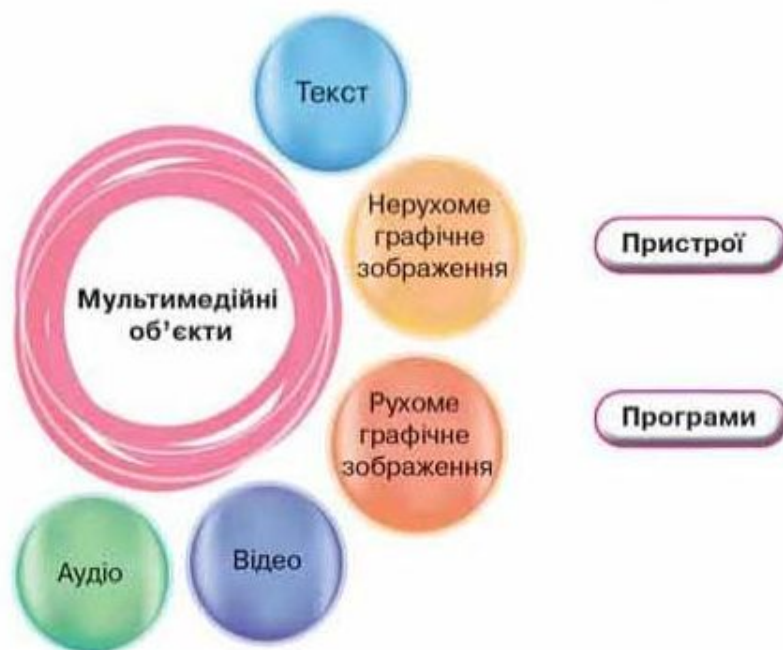 Текст
Нерухоме
графічне
зображення
Пристрої
Мультимедійні
об’єкти
Рухоме
графічне
зображення
Програми
Відео
Аудіо